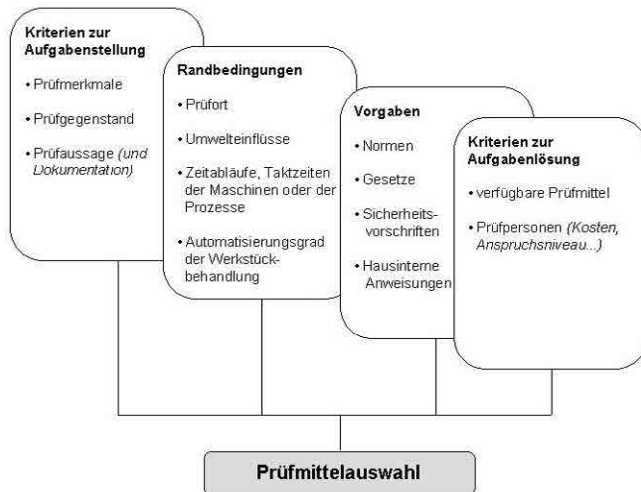 Kriterien zur
Aufgabenstellung
• Prüfmerkmale
• Prüfgegenstand
• Prüfaussage (und
Dokumentation)
Randbedingungen
• Prüfort
• Umwelteinflüsse
• Zeitabläufe, Taktzeiten
der Maschinen oder der
Prozesse
• Automatisierungsgrad
der Werkstück-
behandlung
Vorgaben
• Normen
• Gesetze
• Sicherheits-
vorschriften
• Hausinterne
Anweisungen
Kriterien zur
Aufgabenlösung
• verfügbare Prüfmittel
• Prüfpersonen (Kosten,
Anspruchsniveau...)
Prüfmittelauswahl